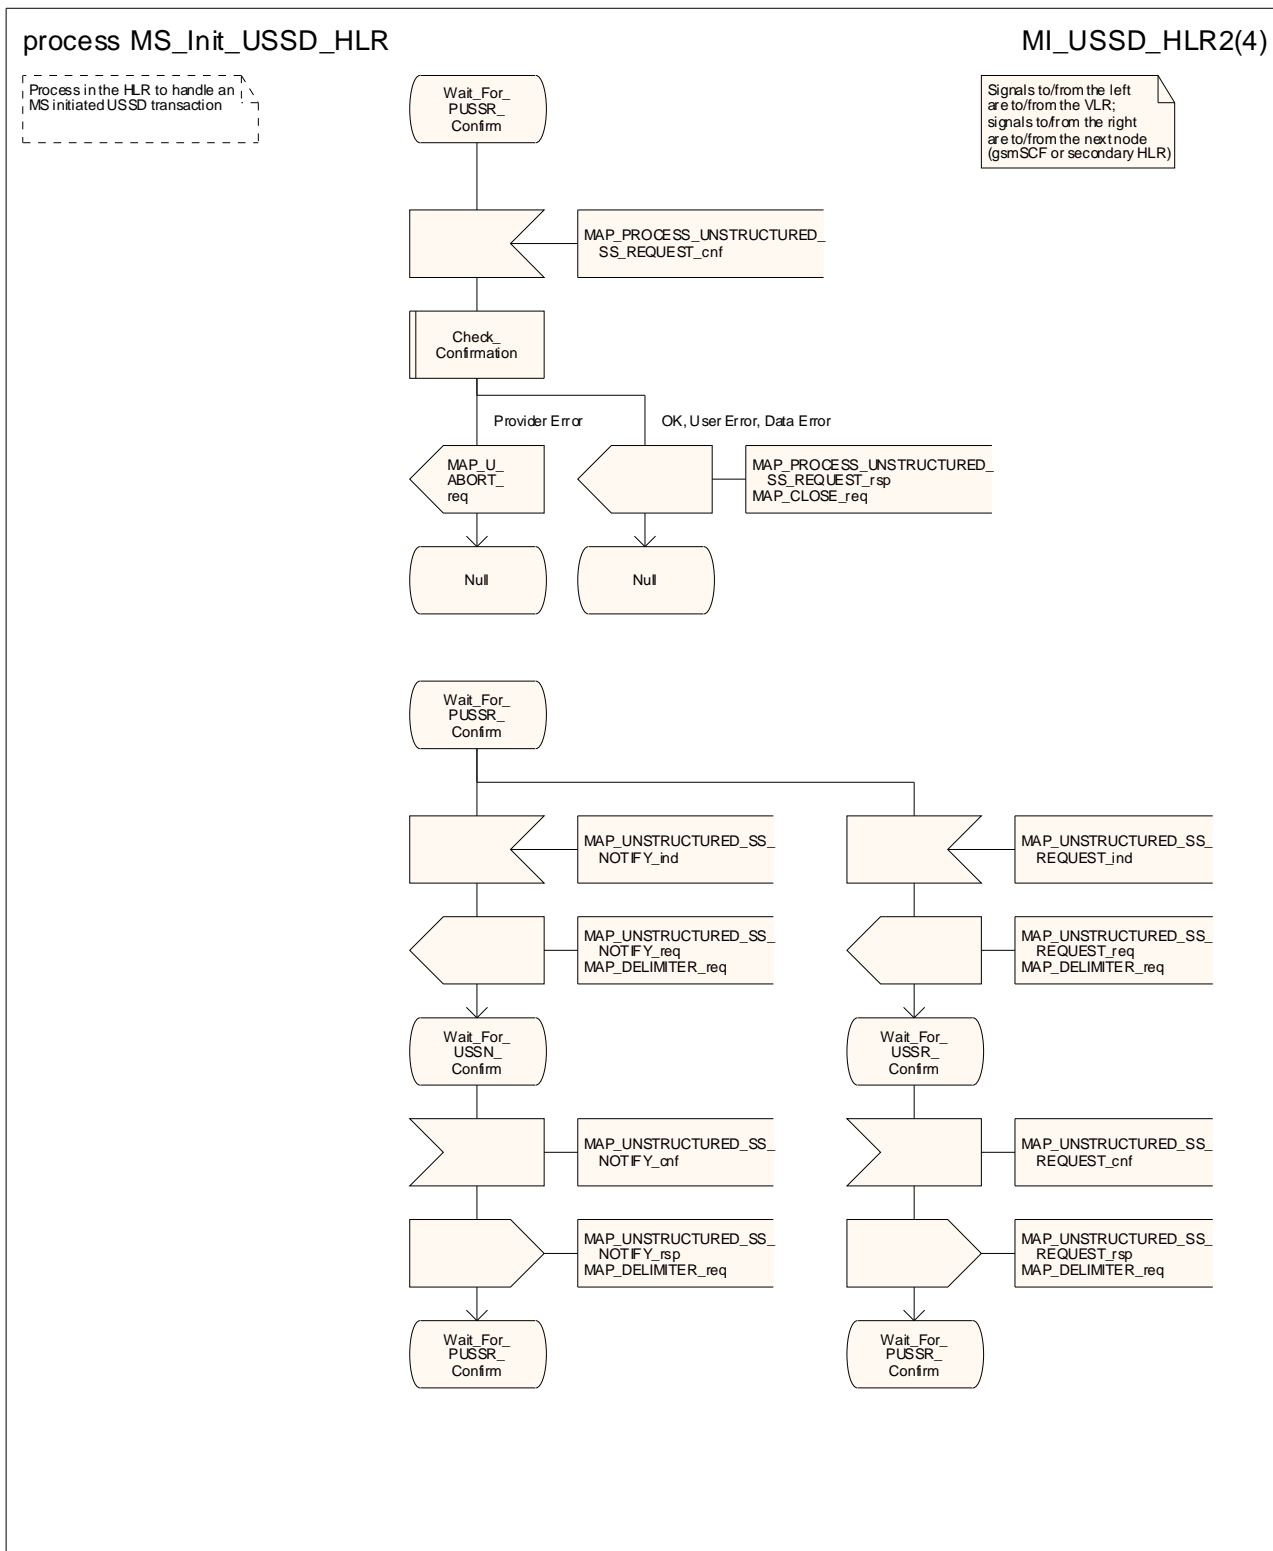 process MS_Init_USSD_HLR
MI_USSD_HLR2(4)
Process in the HLR to handle an
MS initiated USSD transaction
Wait_For_
PUSSR_
Confirm
Signals to/from the left
are to/from the VLR;
signals to/from the right
are to/from the next node
(gsmSCF or secondary HLR)
MAP_PROCESS_UNSTRUCTURED_
SS_REQUEST_cnf
Check_
Confirmation
Provider Error
OK, User Error, Data Error
MAP_U_
ABORT_
req
MAP_PROCESS_UNSTRUCTURED_
SS_REQUEST_rsp
MAP_CLOSE_req
Null
Null
Wait_For_
PUSSR_
Confirm
MAP_UNSTRUCTURED_SS_
NOTIFY_ind
MAP_UNSTRUCTURED_SS_
REQUEST_ind
MAP_UNSTRUCTURED_SS_
NOTIFY_req
MAP_DELIMITER_req
MAP_UNSTRUCTURED_SS_
REQUEST_req
MAP_DELIMITER_req
Wait_For_
USSN_
Confirm
Wait_For_
USSR_
Confirm
MAP_UNSTRUCTURED_SS_
NOTIFY_cnf
MAP_UNSTRUCTURED_SS_
REQUEST_cnf
MAP_UNSTRUCTURED_SS_
NOTIFY_rsp
MAP_DELIMITER_req
MAP_UNSTRUCTURED_SS_
REQUEST_rsp
MAP_DELIMITER_req
Wait_For_
PUSSR_
Confirm
Wait_For_
PUSSR_
Confirm